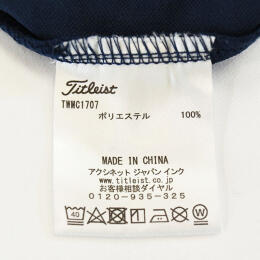 Titleist
TWMC1707
ポリエステル 100%
MADE IN CHINA
アクシネット ジャパン インク
www.titleist.co.jp
お客様相談ダイヤル
0120-935-325
40
W